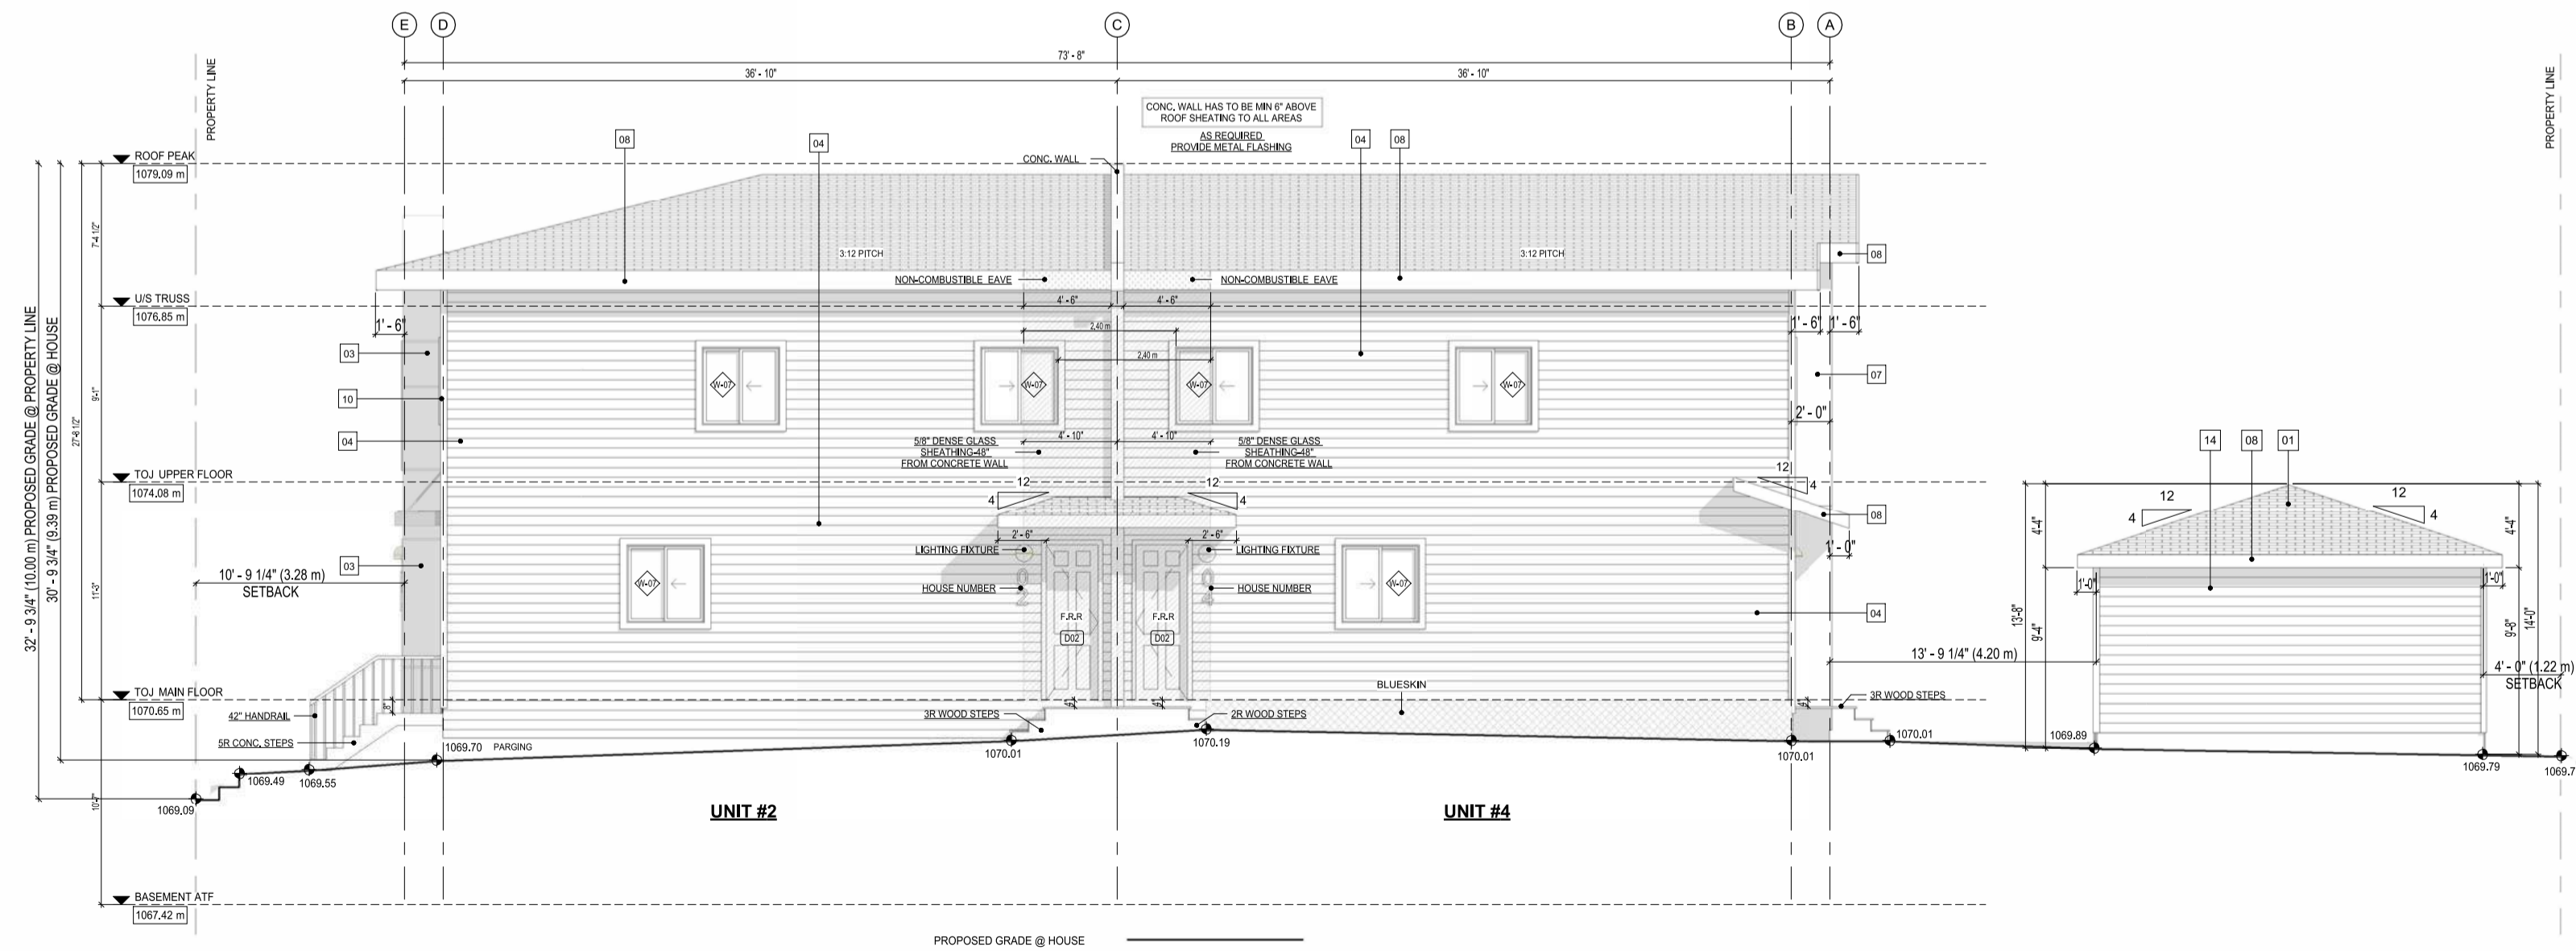 E
D
C
B
A
73' - 8"
36' - 10"
36' - 10"
PROPERTY LINE
PROPERTY LINE
CONC. WALL HAS TO BE MIN 6" ABOVE
ROOF SHEATING TO ALL AREAS
AS REQUIRED
PROVIDE METAL FLASHING
CONC. WALL
08
04
04
08
ROOF PEAK
1079.09 m
7'-4 1/2"
3:12 PITCH
3:12 PITCH
08
NON-COMBUSTIBLE EAVE
NON-COMBUSTIBLE EAVE
U/S TRUSS
1076.85 m
4' - 6"
4' - 6"
1' - 6"
1' - 6"
1' - 6"
2,40 m
2,40 m
03
10
04
07
W-07
W-07
W-07
W-07
9'-1"
27'-8 1/2"
32' - 9 3/4" (10.00 m) PROPOSED GRADE @ PROPERTY LINE
30' - 9 3/4" (9.39 m) PROPOSED GRADE @ HOUSE
2' - 0"
4' - 10"
4' - 10"
5/8" DENSE GLASS
SHEATHING-48"
FROM CONCRETE WALL
5/8" DENSE GLASS
SHEATHING-48"
FROM CONCRETE WALL
14
08
01
TOJ UPPER FLOOR
1074.08 m
12
4
12
4
12
4
12
4
12
4
08
2' - 6"
2' - 6"
1' - 0"
LIGHTING FIXTURE
LIGHTING FIXTURE
HOUSE NUMBER
HOUSE NUMBER
02
04
03
10' - 9 1/4" (3.28 m)
SETBACK
11'-3"
W-07
W-07
F.R.R
D02
F.R.R
D02
04
4'-4"
4'-4"
1'-0"
1'-0"
13'-8"
9'-4"
9'-8"
14'-0"
13' - 9 1/4" (4.20 m)
4' - 0" (1.22 m)
SETBACK
TOJ MAIN FLOOR
1070.65 m
8"
4"
4"
4"
BLUESKIN
42" HANDRAIL
5R CONC. STEPS
3R WOOD STEPS
2R WOOD STEPS
3R WOOD STEPS
1069.09
1069.49
1069.55
1069.70
PARGING
1070.01
1070.19
1070.01
1070.01
1069.89
1069.79
1069.7
10'-7"
UNIT #2
UNIT #4
BASEMENT ATF
1067.42 m
PROPOSED GRADE @ HOUSE